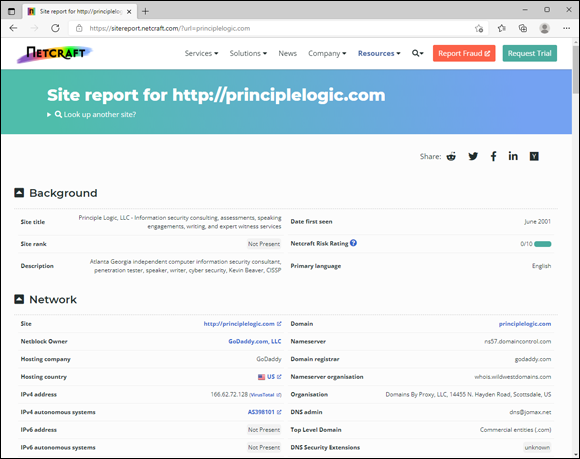 Site report for http://principlelog
https://sitereport.netcraft.com/?url=principlelogic.com
NETCRAFT
Services
Solutions
News
Company
Resources
Report Fraud
Request Trial
Site report for http://principlelogic.com
Look up another site?
Share:
Background
Site title
Principle Logic, LLC - Information security consulting, assessments, speaking
engagements, writing, and expert witness services
Date first seen
June 2001
Site rank
Not Present
Netcraft Risk Rating
0/10
Description
Atlanta Georgia independent computer information security consultant,
penetration tester, speaker, writer, cyber security, Kevin Beaver, CISSP
Primary language
English
Network
Site
http://principlelogic.com
Domain
principlelogic.com
Netblock Owner
GoDaddy.com, LLC
Nameserver
ns57.domaincontrol.com
Hosting company
GoDaddy
Domain registrar
godaddy.com
Hosting country
US
Nameserver organisation
whois.wildwestdomains.com
IPv4 address
166.62.72.128 (VirusTotal)
Organisation
Domains By Proxy, LLC, 14455 N. Hayden Road, Scottsdale, US
IPv4 autonomous systems
AS398101
DNS admin
dns@jomax.net
IPv6 address
Not Present
Top Level Domain
Commercial entities (.com)
IPv6 autonomous systems
Not Present
DNS Security Extensions
unknown